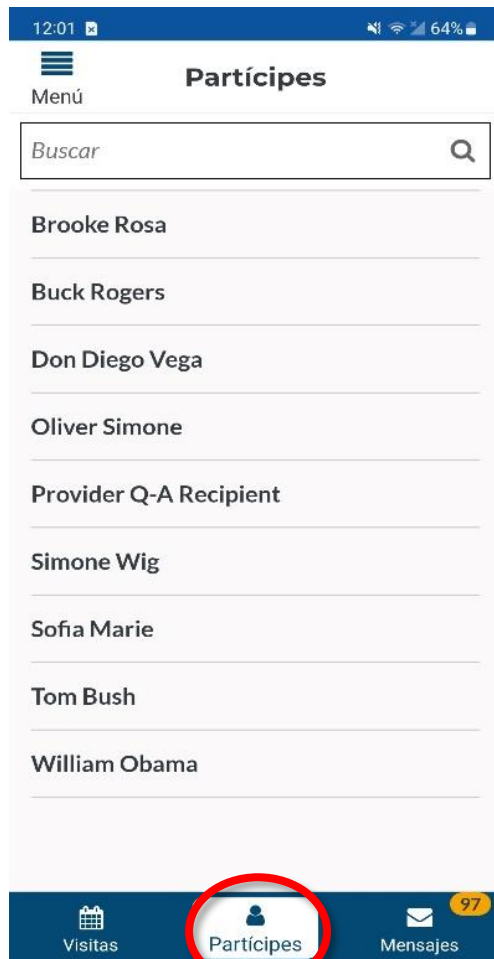 12:01 64%
Menú
Partícipes
Buscar
Brooke Rosa
Buck Rogers
Don Diego Vega
Oliver Simone
Provider Q-A Recipient
Simone Wig
Sofia Marie
Tom Bush
William Obama
97
Visitas Partícipes Mensajes